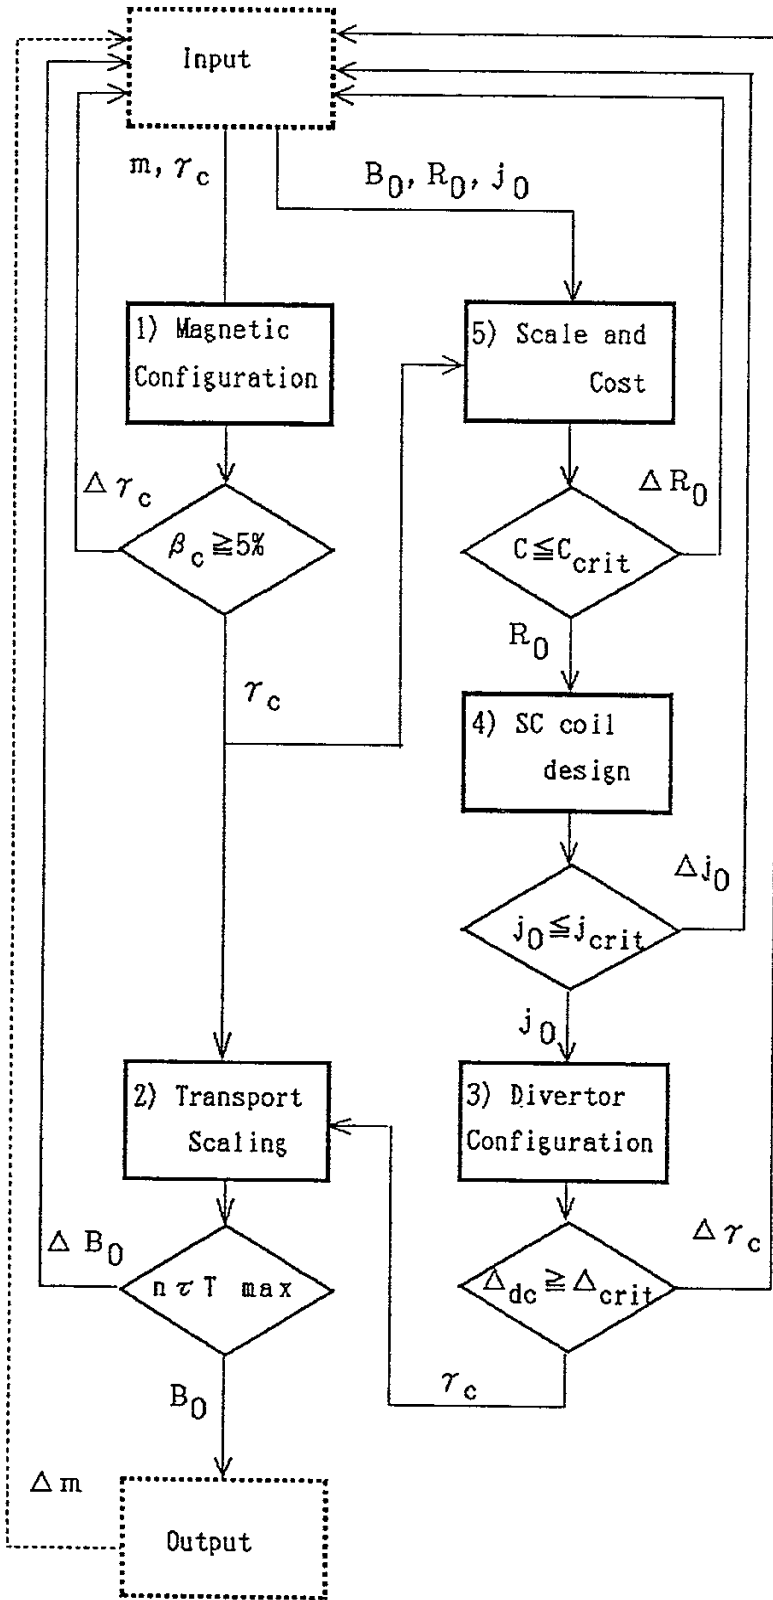 Input
m, γc
B0, R0, j0
1) Magnetic
Configuration
5) Scale and
Cost
Δγc
ΔR0
βc≧5%
C≦Ccrit
R0
γc
4) SC coil
design
Δj0
j0≦jcrit
j0
2) Transport
Scaling
3) Divertor
Configuration
ΔB0
Δγc
nτT max
Δdc≧Δcrit
γc
B0
Δm
Output